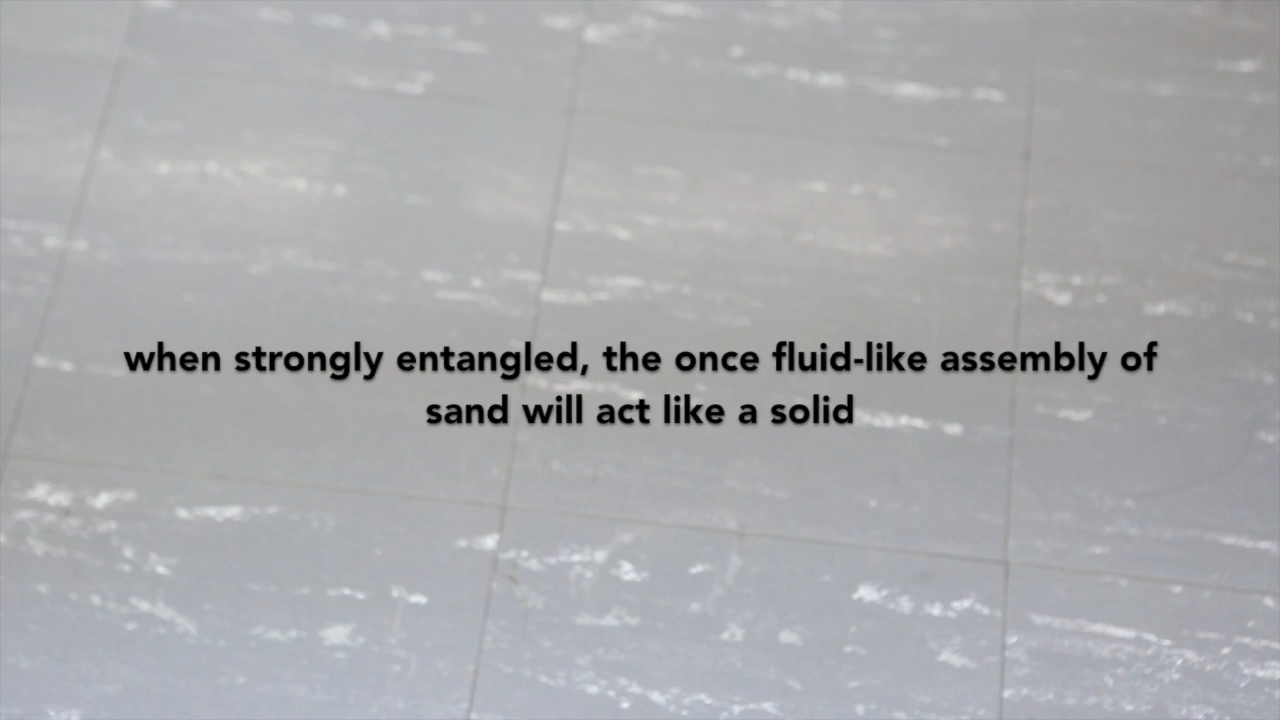 when strongly entangled, the once fluid-like assembly of
sand will act like a solid